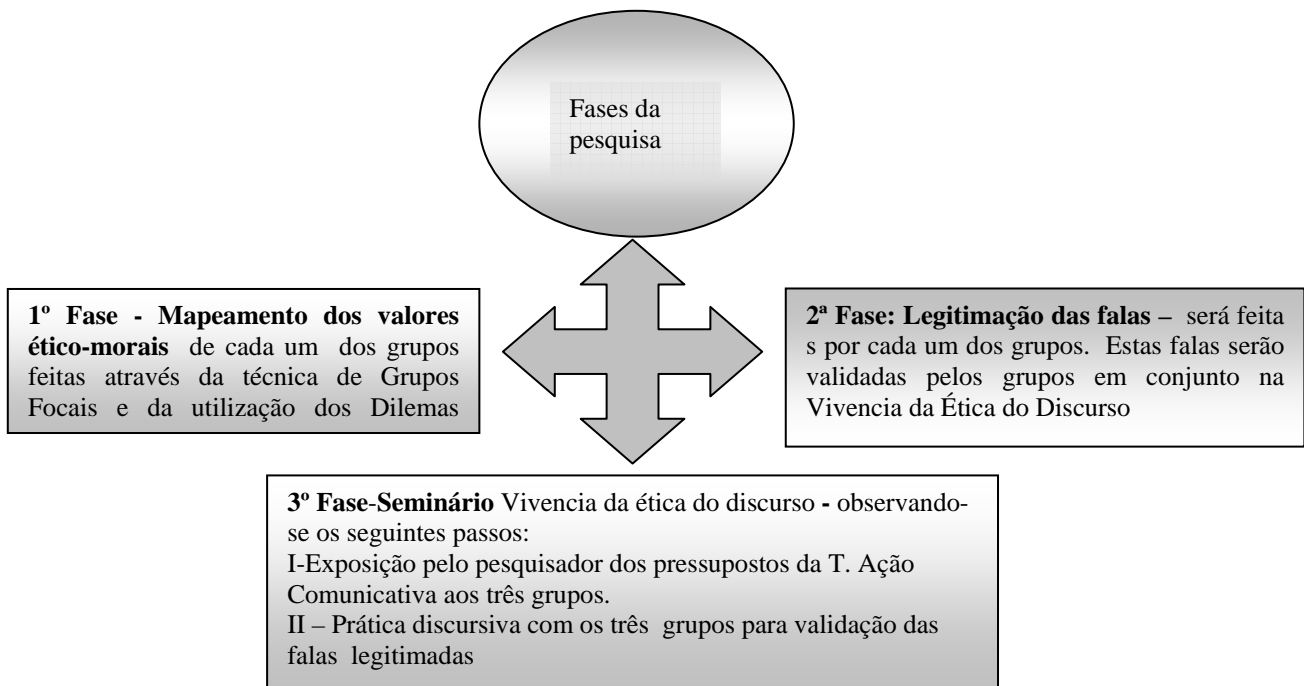 Fases da
pesquisa
1º Fase - Mapeamento dos valores
ético-morais de cada um dos grupos
feitas através da técnica de Grupos
Focais e da utilização dos Dilemas
2ª Fase: Legitimação das falas – será feita
s por cada um dos grupos. Estas falas serão
validadas pelos grupos em conjunto na
Vivencia da Ética do Discurso
3º Fase-Seminário Vivencia da ética do discurso - observando-
se os seguintes passos:
I-Exposição pelo pesquisador dos pressupostos da T. Ação
Comunicativa aos três grupos.
II – Prática discursiva com os três grupos para validação das
falas legitimadas